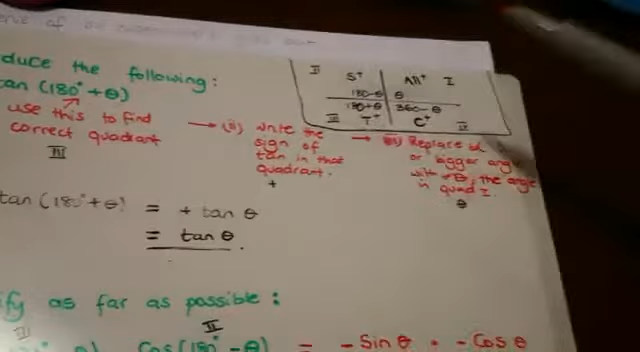 duce the following:
tan (180° + θ)
use this to find
correct quadrant
III
→ (ii) Write the
sign of
tan in that
quadrant.
+
→ (iii) Replace
or bigger angle
with θ, the angle
in quad I.
θ
II S⁺ All⁺ I
180-θ θ
180+θ 360-θ
III T⁺ C⁺ IV
tan (180° + θ) = + tan θ
= tan θ.
fy as far as possible:
III II
Cos(180° - θ) = - Sin θ · - Cos θ